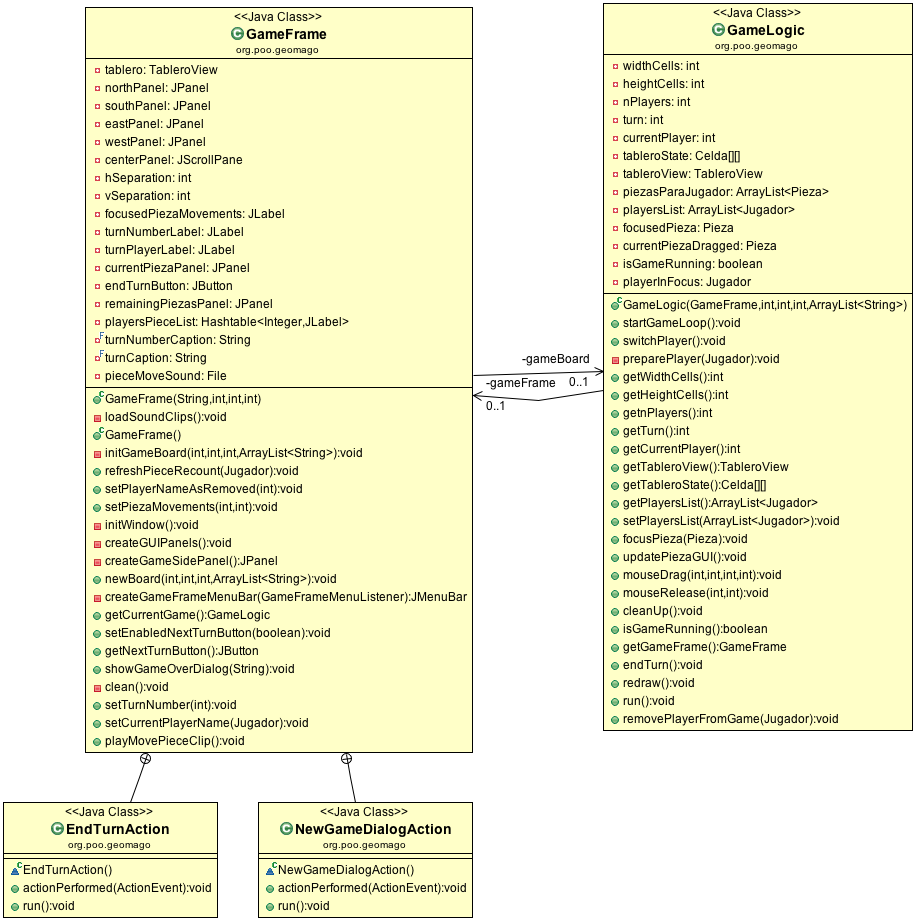 <<Java Class>>
GameFrame
org.poo.geomago
tablero: TableroView
northPanel: JPanel
southPanel: JPanel
eastPanel: JPanel
westPanel: JPanel
centerPanel: JScrollPane
hSeparation: int
vSeparation: int
focusedPiezaMovements: JLabel
turnNumberLabel: JLabel
turnPlayerLabel: JLabel
currentPiezaPanel: JPanel
endTurnButton: JButton
remainingPiezasPanel: JPanel
playersPieceList: Hashtable<Integer,JLabel>
turnNumberCaption: String
turnCaption: String
pieceMoveSound: File
GameFrame(String,int,int,int)
loadSoundClips():void
GameFrame()
initGameBoard(int,int,int,ArrayList<String>):void
refreshPieceRecount(Jugador):void
setPlayerNameAsRemoved(int):void
setPiezaMovements(int,int):void
initWindow():void
createGUIPanels():void
createGameSidePanel():JPanel
newBoard(int,int,int,ArrayList<String>):void
createGameFrameMenuBar(GameFrameMenuListener):JMenuBar
getCurrentGame():GameLogic
setEnabledNextTurnButton(boolean):void
getNextTurnButton():JButton
showGameOverDialog(String):void
clean():void
setTurnNumber(int):void
setCurrentPlayerName(Jugador):void
playMovePieceClip():void
-gameBoard
0..1
-gameFrame
0..1
<<Java Class>>
GameLogic
org.poo.geomago
widthCells: int
heightCells: int
nPlayers: int
turn: int
currentPlayer: int
tableroState: Celda[][]
tableroView: TableroView
piezasParaJugador: ArrayList<Pieza>
playersList: ArrayList<Jugador>
focusedPieza: Pieza
currentPiezaDragged: Pieza
isGameRunning: boolean
playerInFocus: Jugador
GameLogic(GameFrame,int,int,int,ArrayList<String>)
startGameLoop():void
switchPlayer():void
preparePlayer(Jugador):void
getWidthCells():int
getHeightCells():int
getnPlayers():int
getTurn():int
getCurrentPlayer():int
getTableroView():TableroView
getTableroState():Celda[][]
getPlayersList():ArrayList<Jugador>
setPlayersList(ArrayList<Jugador>):void
focusPieza(Pieza):void
updatePiezaGUI():void
mouseDrag(int,int,int,int):void
mouseRelease(int,int):void
cleanUp():void
isGameRunning():boolean
getGameFrame():GameFrame
endTurn():void
redraw():void
run():void
removePlayerFromGame(Jugador):void
<<Java Class>>
EndTurnAction
org.poo.geomago
EndTurnAction()
actionPerformed(ActionEvent):void
run():void
<<Java Class>>
NewGameDialogAction
org.poo.geomago
NewGameDialogAction()
actionPerformed(ActionEvent):void
run():void